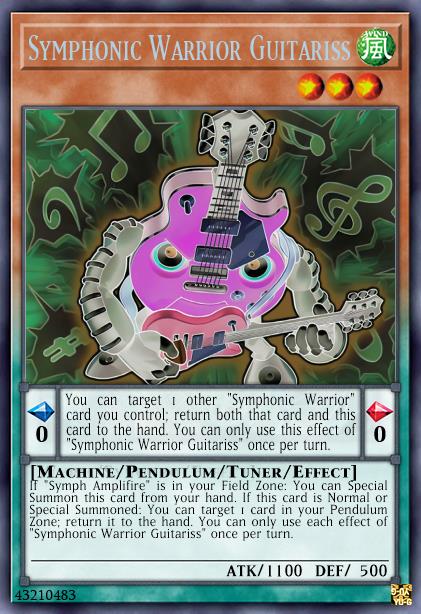 SYMPHONIC WARRIOR GUITARISS
WIND
風
You can target 1 other "Symphonic Warrior"
card you control; return both that card and this
card to the hand. You can only use this effect of
"Symphonic Warrior Guitariss" once per turn.
0
0
[MACHINE/PENDULUM/TUNER/EFFECT]
If "Symph Amplifire" is in your Field Zone: You can Special
Summon this card from your hand. If this card is Normal or
Special Summoned: You can target 1 card in your Pendulum
Zone; return it to the hand. You can only use each effect of
"Symphonic Warrior Guitariss" once per turn.
ATK/1100 DEF/ 500
43210483